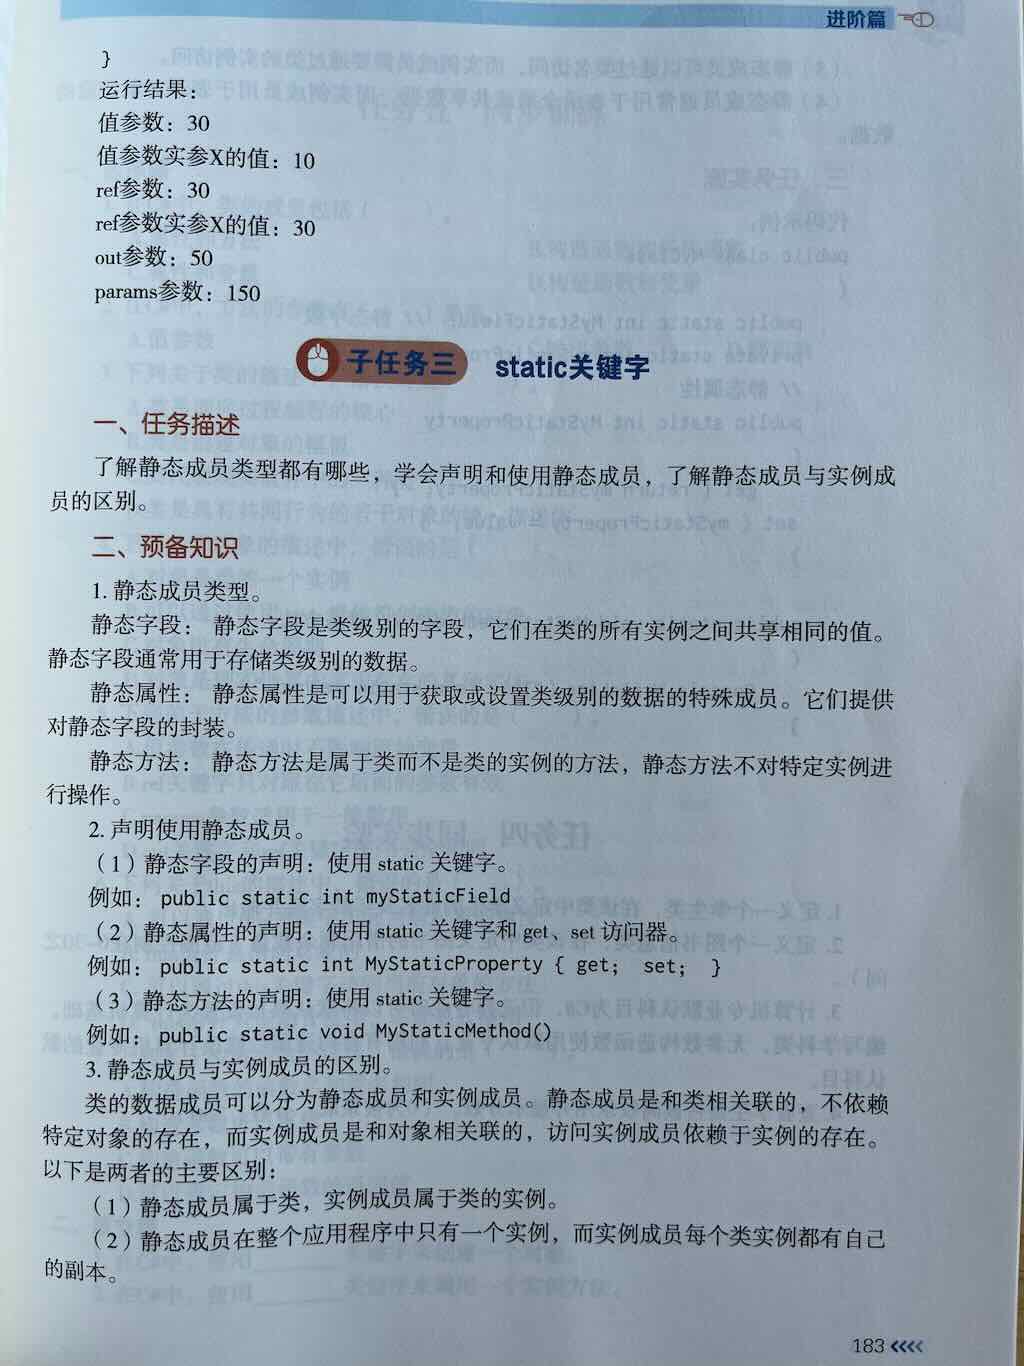 进阶篇
}
运行结果：
值参数：30
值参数实参X的值：10
ref参数：30
ref参数实参X的值：30
out参数：50
params参数：150
子任务三 static关键字
一、任务描述
了解静态成员类型都有哪些，学会声明和使用静态成员，了解静态成员与实例成
员的区别。
二、预备知识
1. 静态成员类型。
静态字段： 静态字段是类级别的字段，它们在类的所有实例之间共享相同的值。
静态字段通常用于存储类级别的数据。
静态属性： 静态属性是可以用于获取或设置类级别的数据的特殊成员。它们提供
对静态字段的封装。
静态方法： 静态方法是属于类而不是类的实例的方法，静态方法不对特定实例进
行操作。
2. 声明使用静态成员。
（1）静态字段的声明：使用 static 关键字。
例如：public static int myStaticField
（2）静态属性的声明：使用 static 关键字和 get、set 访问器。
例如：public static int MyStaticProperty { get; set; }
（3）静态方法的声明：使用 static 关键字。
例如：public static void MyStaticMethod()
3. 静态成员与实例成员的区别。
类的数据成员可以分为静态成员和实例成员。静态成员是和类相关联的，不依赖
特定对象的存在，而实例成员是和对象相关联的，访问实例成员依赖于实例的存在。
以下是两者的主要区别：
（1）静态成员属于类，实例成员属于类的实例。
（2）静态成员在整个应用程序中只有一个实例，而实例成员每个类实例都有自己
的副本。
183